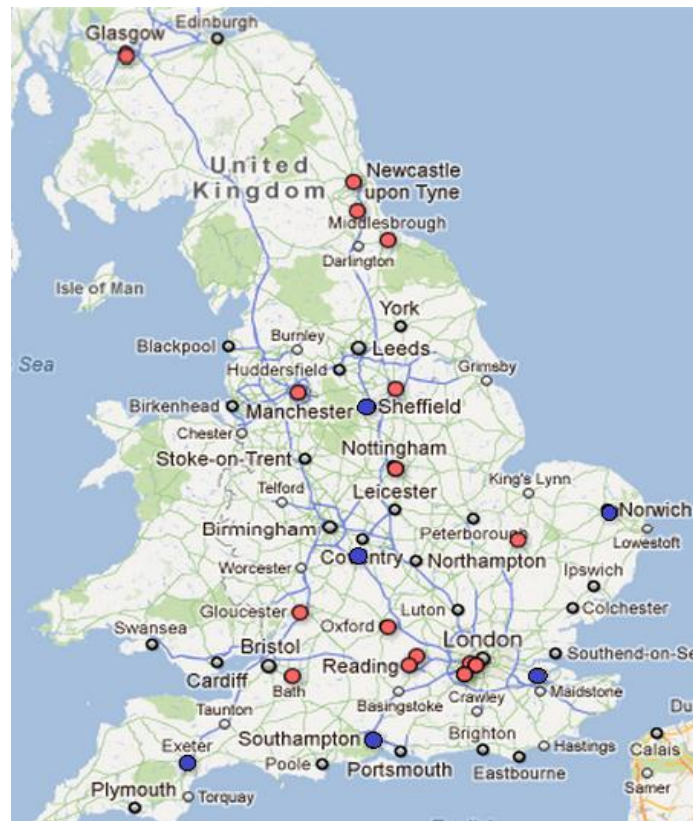 Edinburgh
Glasgow
United
Kingdom
Newcastle
upon Tyne
Middlesbrough
Darlington
Isle of Man
York
Burnley
Blackpool
Leeds
Sea
Huddersfield
Grimsby
Birkenhead
Manchester
Sheffield
Chester
Nottingham
Stoke-on-Trent
King's Lynn
Telford
Leicester
Norwich
Birmingham
Peterborough
Lowestoft
Coventry
Northampton
Worcester
Ipswich
Gloucester
Luton
Colchester
Oxford
Swansea
London
Bristol
Southend-on-Se
Reading
Cardiff
Bath
Maidstone
Basingstoke
Crawley
Du
Taunton
Southampton
Brighton
Exeter
Hastings
Calais
Poole
Portsmouth
Eastbourne
Plymouth
Torquay
Samer